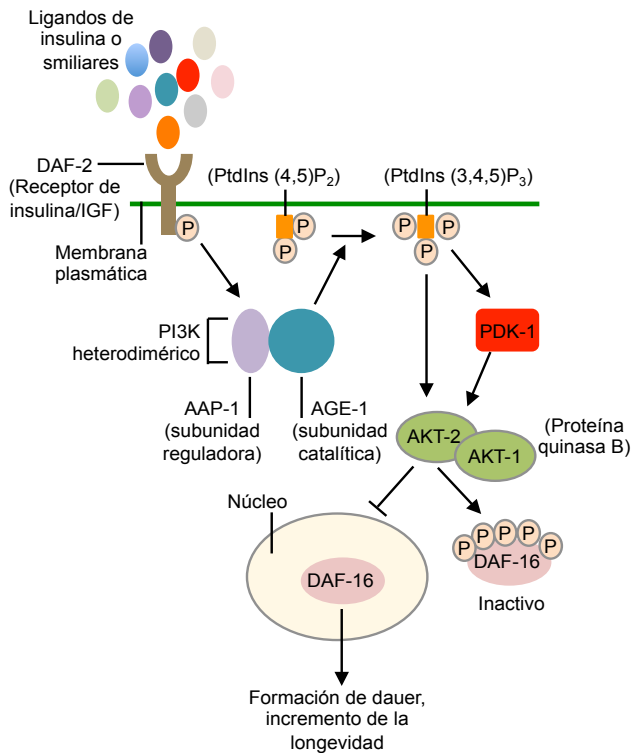 Ligandos de
insulina o
smiliares
DAF-2
(Receptor de
insulina/IGF)
(PtdIns (4,5)P2)
(PtdIns (3,4,5)P3)
P
P
P
P
P
P
P
Membrana
plasmática
PI3K
heterodimérico
PDK-1
AAP-1
(subunidad
reguladora)
AGE-1
(subunidad
catalítica)
AKT-2
AKT-1
(Proteína
quinasa B)
Núcleo
DAF-16
P
P
P
P
P
DAF-16
Inactivo
Formación de dauer,
incremento de la
longevidad